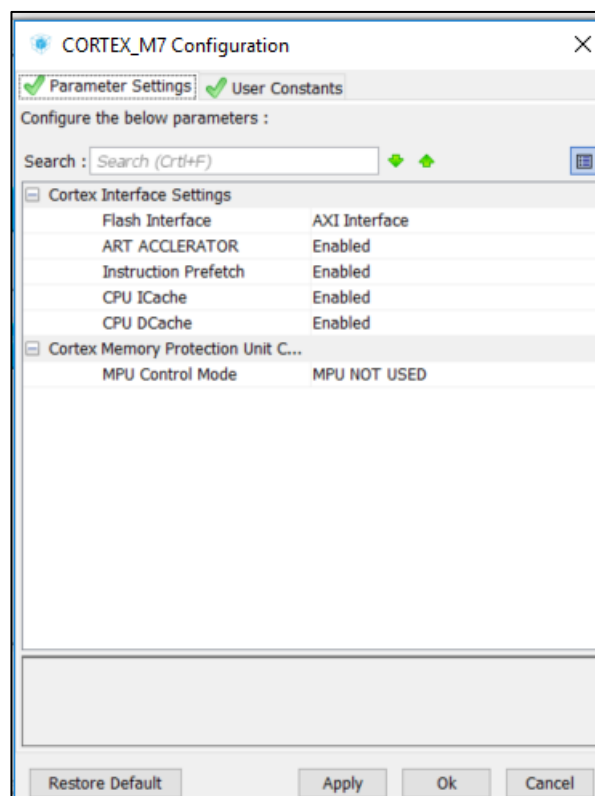 CORTEX_M7 Configuration
Parameter Settings User Constants
Configure the below parameters :
Search : Search (Crtl+F)
Cortex Interface Settings
Flash Interface AXI Interface
ART ACCLERATOR Enabled
Instruction Prefetch Enabled
CPU ICache Enabled
CPU DCache Enabled
Cortex Memory Protection Unit C...
MPU Control Mode MPU NOT USED
Restore Default Apply Ok Cancel